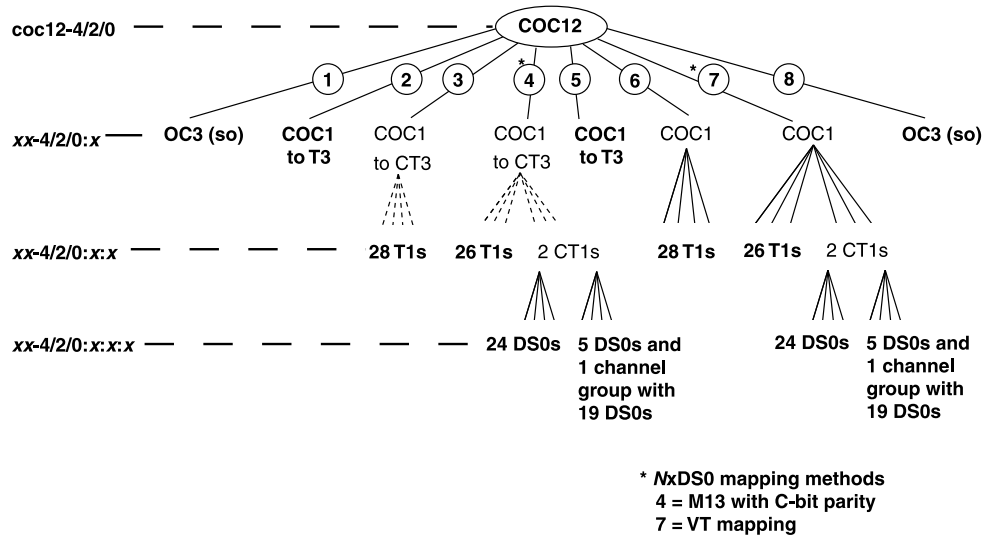 coc12-4/2/0
COC12
1
2
3
*
4
5
6
*
7
8
xx-4/2/0:x
OC3 (so)
COC1
to T3
COC1
to CT3
COC1
to CT3
COC1
to T3
COC1
COC1
OC3 (so)
xx-4/2/0:x:x
28 T1s
26 T1s
2 CT1s
28 T1s
26 T1s
2 CT1s
xx-4/2/0:x:x:x
24 DS0s
5 DS0s and
1 channel
group with
19 DS0s
24 DS0s
5 DS0s and
1 channel
group with
19 DS0s
* NxDS0 mapping methods
4 = M13 with C-bit parity
7 = VT mapping